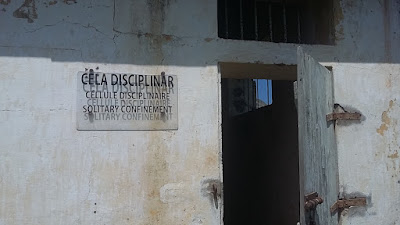 CELA DISCIPLINAR
CELLULE DISCIPLINAIRE
SOLITARY CONFINEMENT